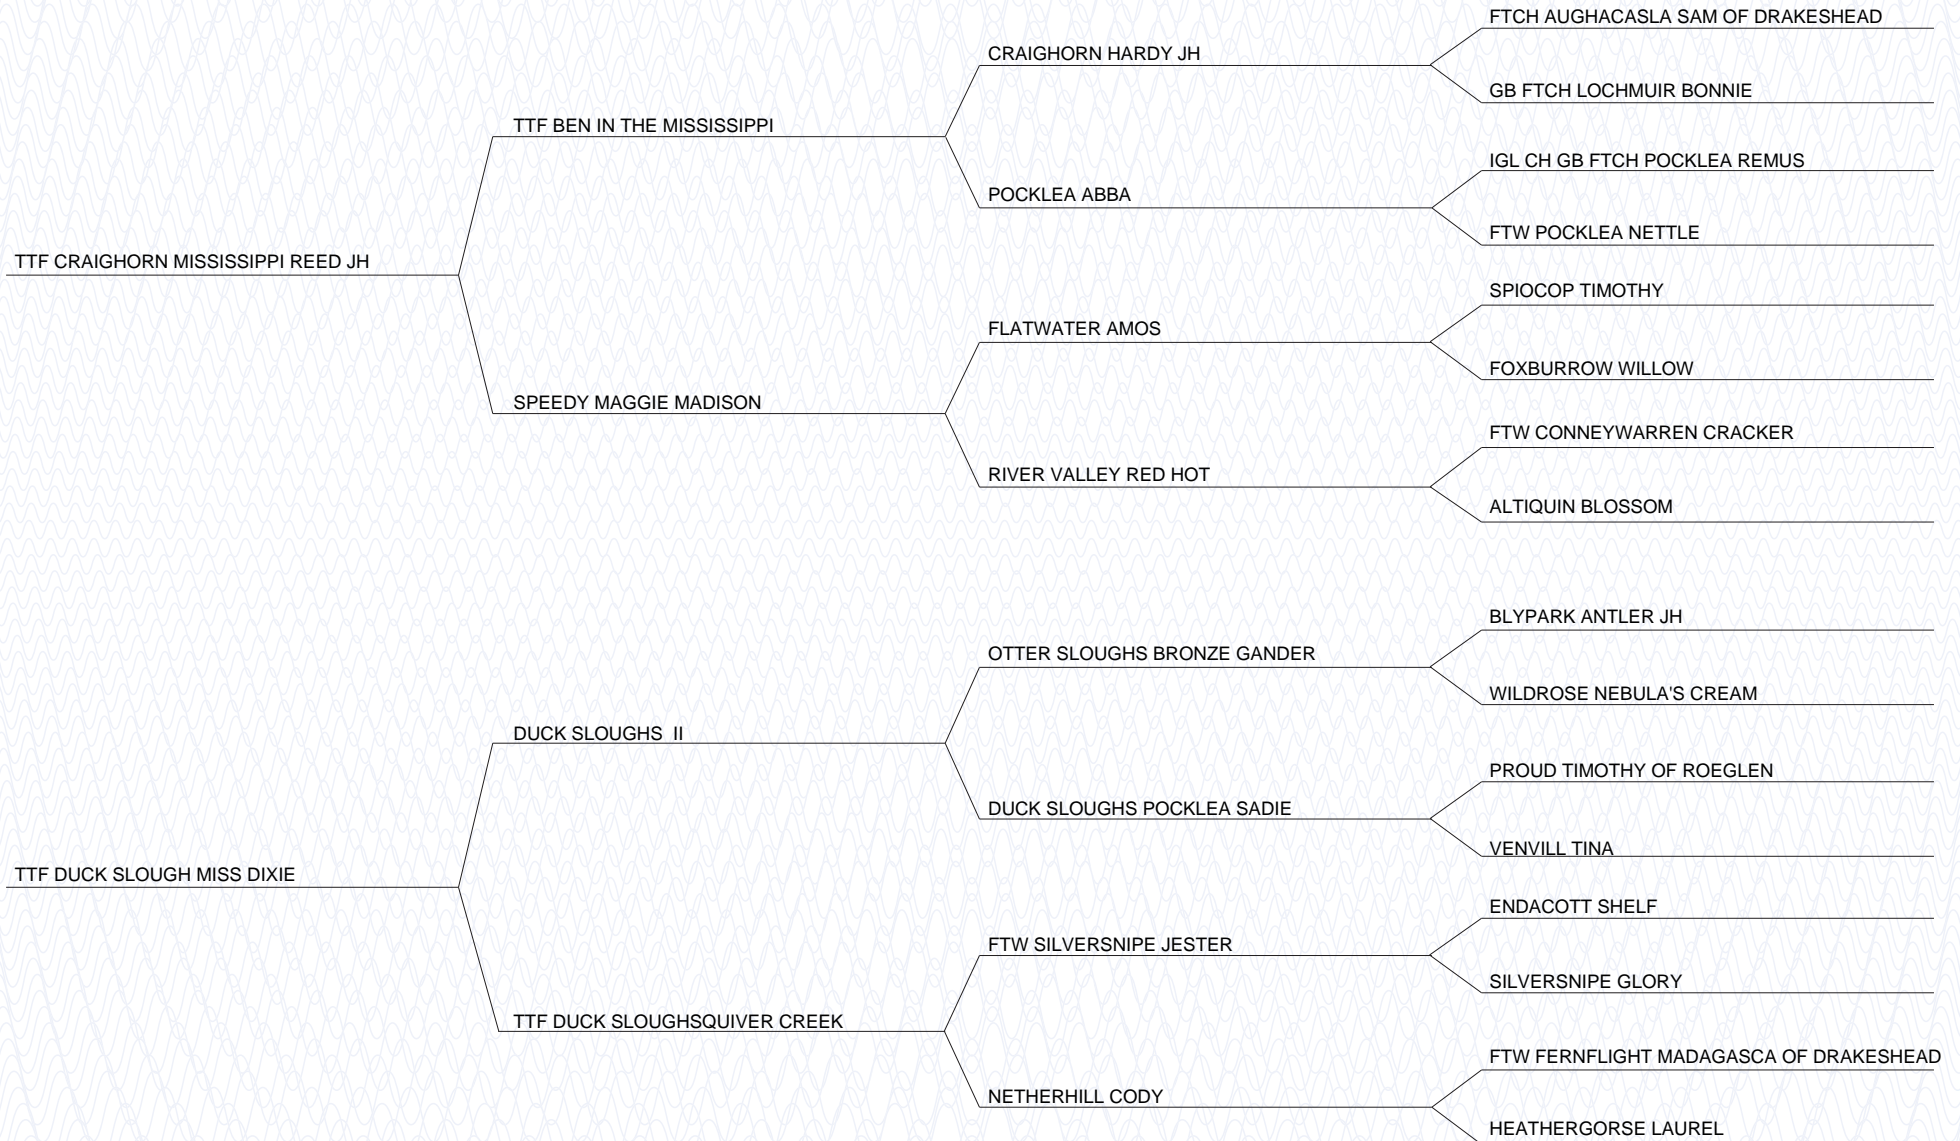 FTCH AUGHACASLA SAM OF DRAKESHEAD
CRAIGHORN HARDY JH
GB FTCH LOCHMUIR BONNIE
TTF BEN IN THE MISSISSIPPI
IGL CH GB FTCH POCKLEA REMUS
POCKLEA ABBA
FTW POCKLEA NETTLE
TTF CRAIGHORN MISSISSIPPI REED JH
SPIOCOP TIMOTHY
FLATWATER AMOS
FOXBURROW WILLOW
SPEEDY MAGGIE MADISON
FTW CONNEYWARREN CRACKER
RIVER VALLEY RED HOT
ALTIQUIN BLOSSOM
BLYPARK ANTLER JH
OTTER SLOUGHS BRONZE GANDER
WILDROSE NEBULA'S CREAM
DUCK SLOUGHS  II
PROUD TIMOTHY OF ROEGLEN
DUCK SLOUGHS POCKLEA SADIE
VENVILL TINA
TTF DUCK SLOUGH MISS DIXIE
ENDACOTT SHELF
FTW SILVERSNIPE JESTER
SILVERSNIPE GLORY
TTF DUCK SLOUGHSQUIVER CREEK
FTW FERNFLIGHT MADAGASCA OF DRAKESHEAD
NETHERHILL CODY
HEATHERGORSE LAUREL